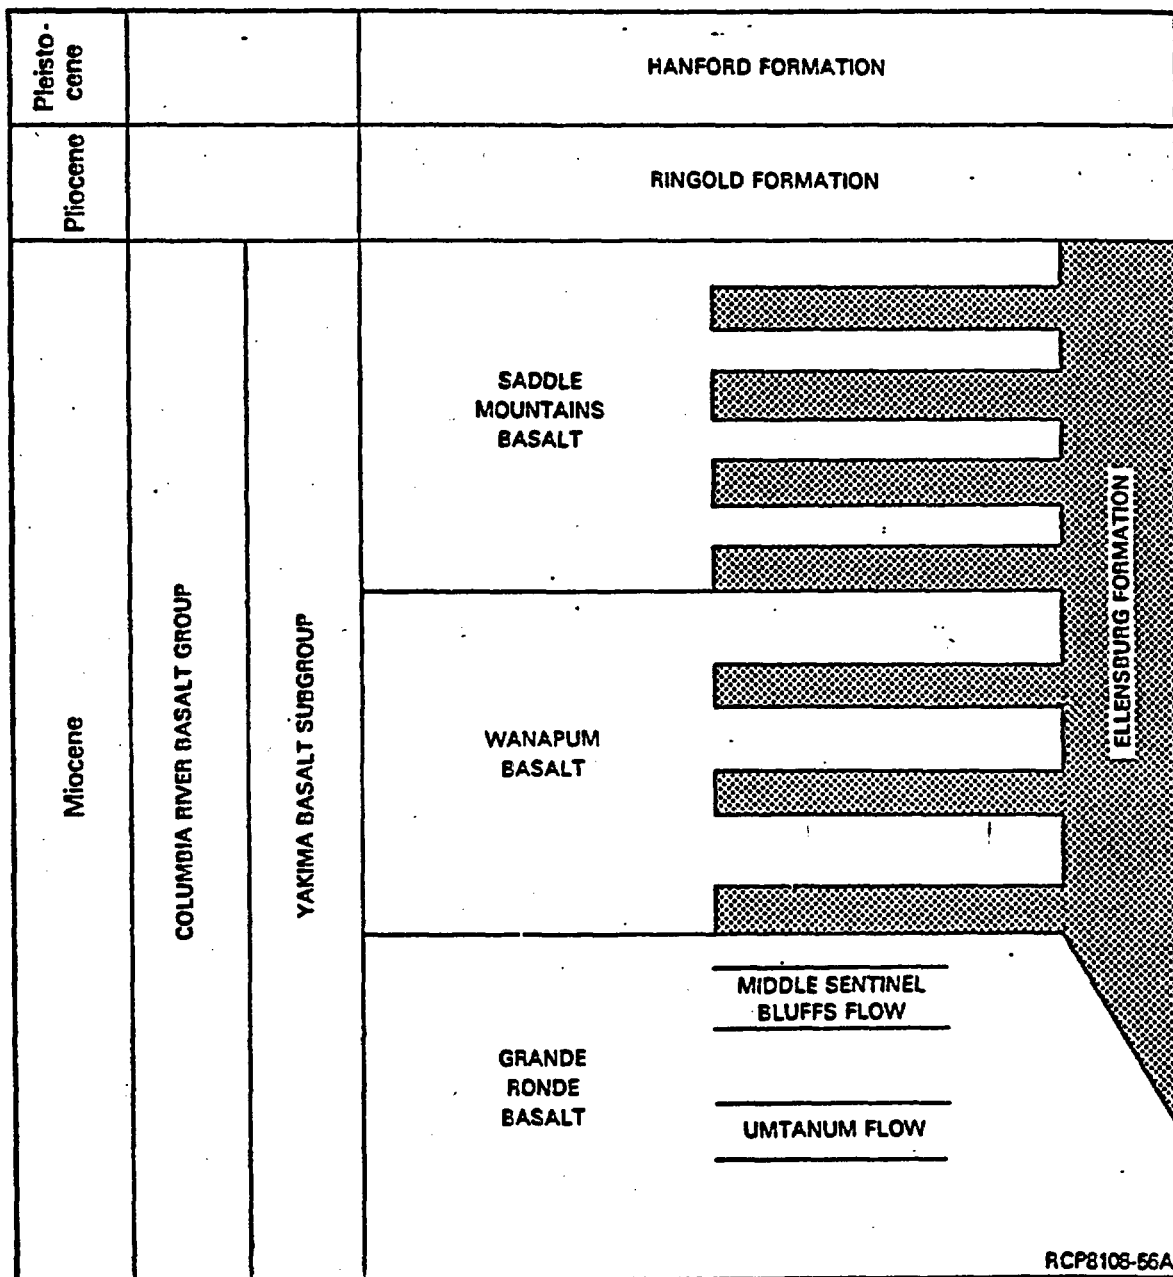 Pleisto-
cene
HANFORD FORMATION
Pliocene
RINGOLD FORMATION
Miocene
COLUMBIA RIVER BASALT GROUP
YAKIMA BASALT SUBGROUP
SADDLE
MOUNTAINS
BASALT
WANAPUM
BASALT
GRANDE
RONDE
BASALT
MIDDLE SENTINEL
BLUFFS FLOW
UMTANUM FLOW
ELLENSBURG FORMATION
RCP8108-56A